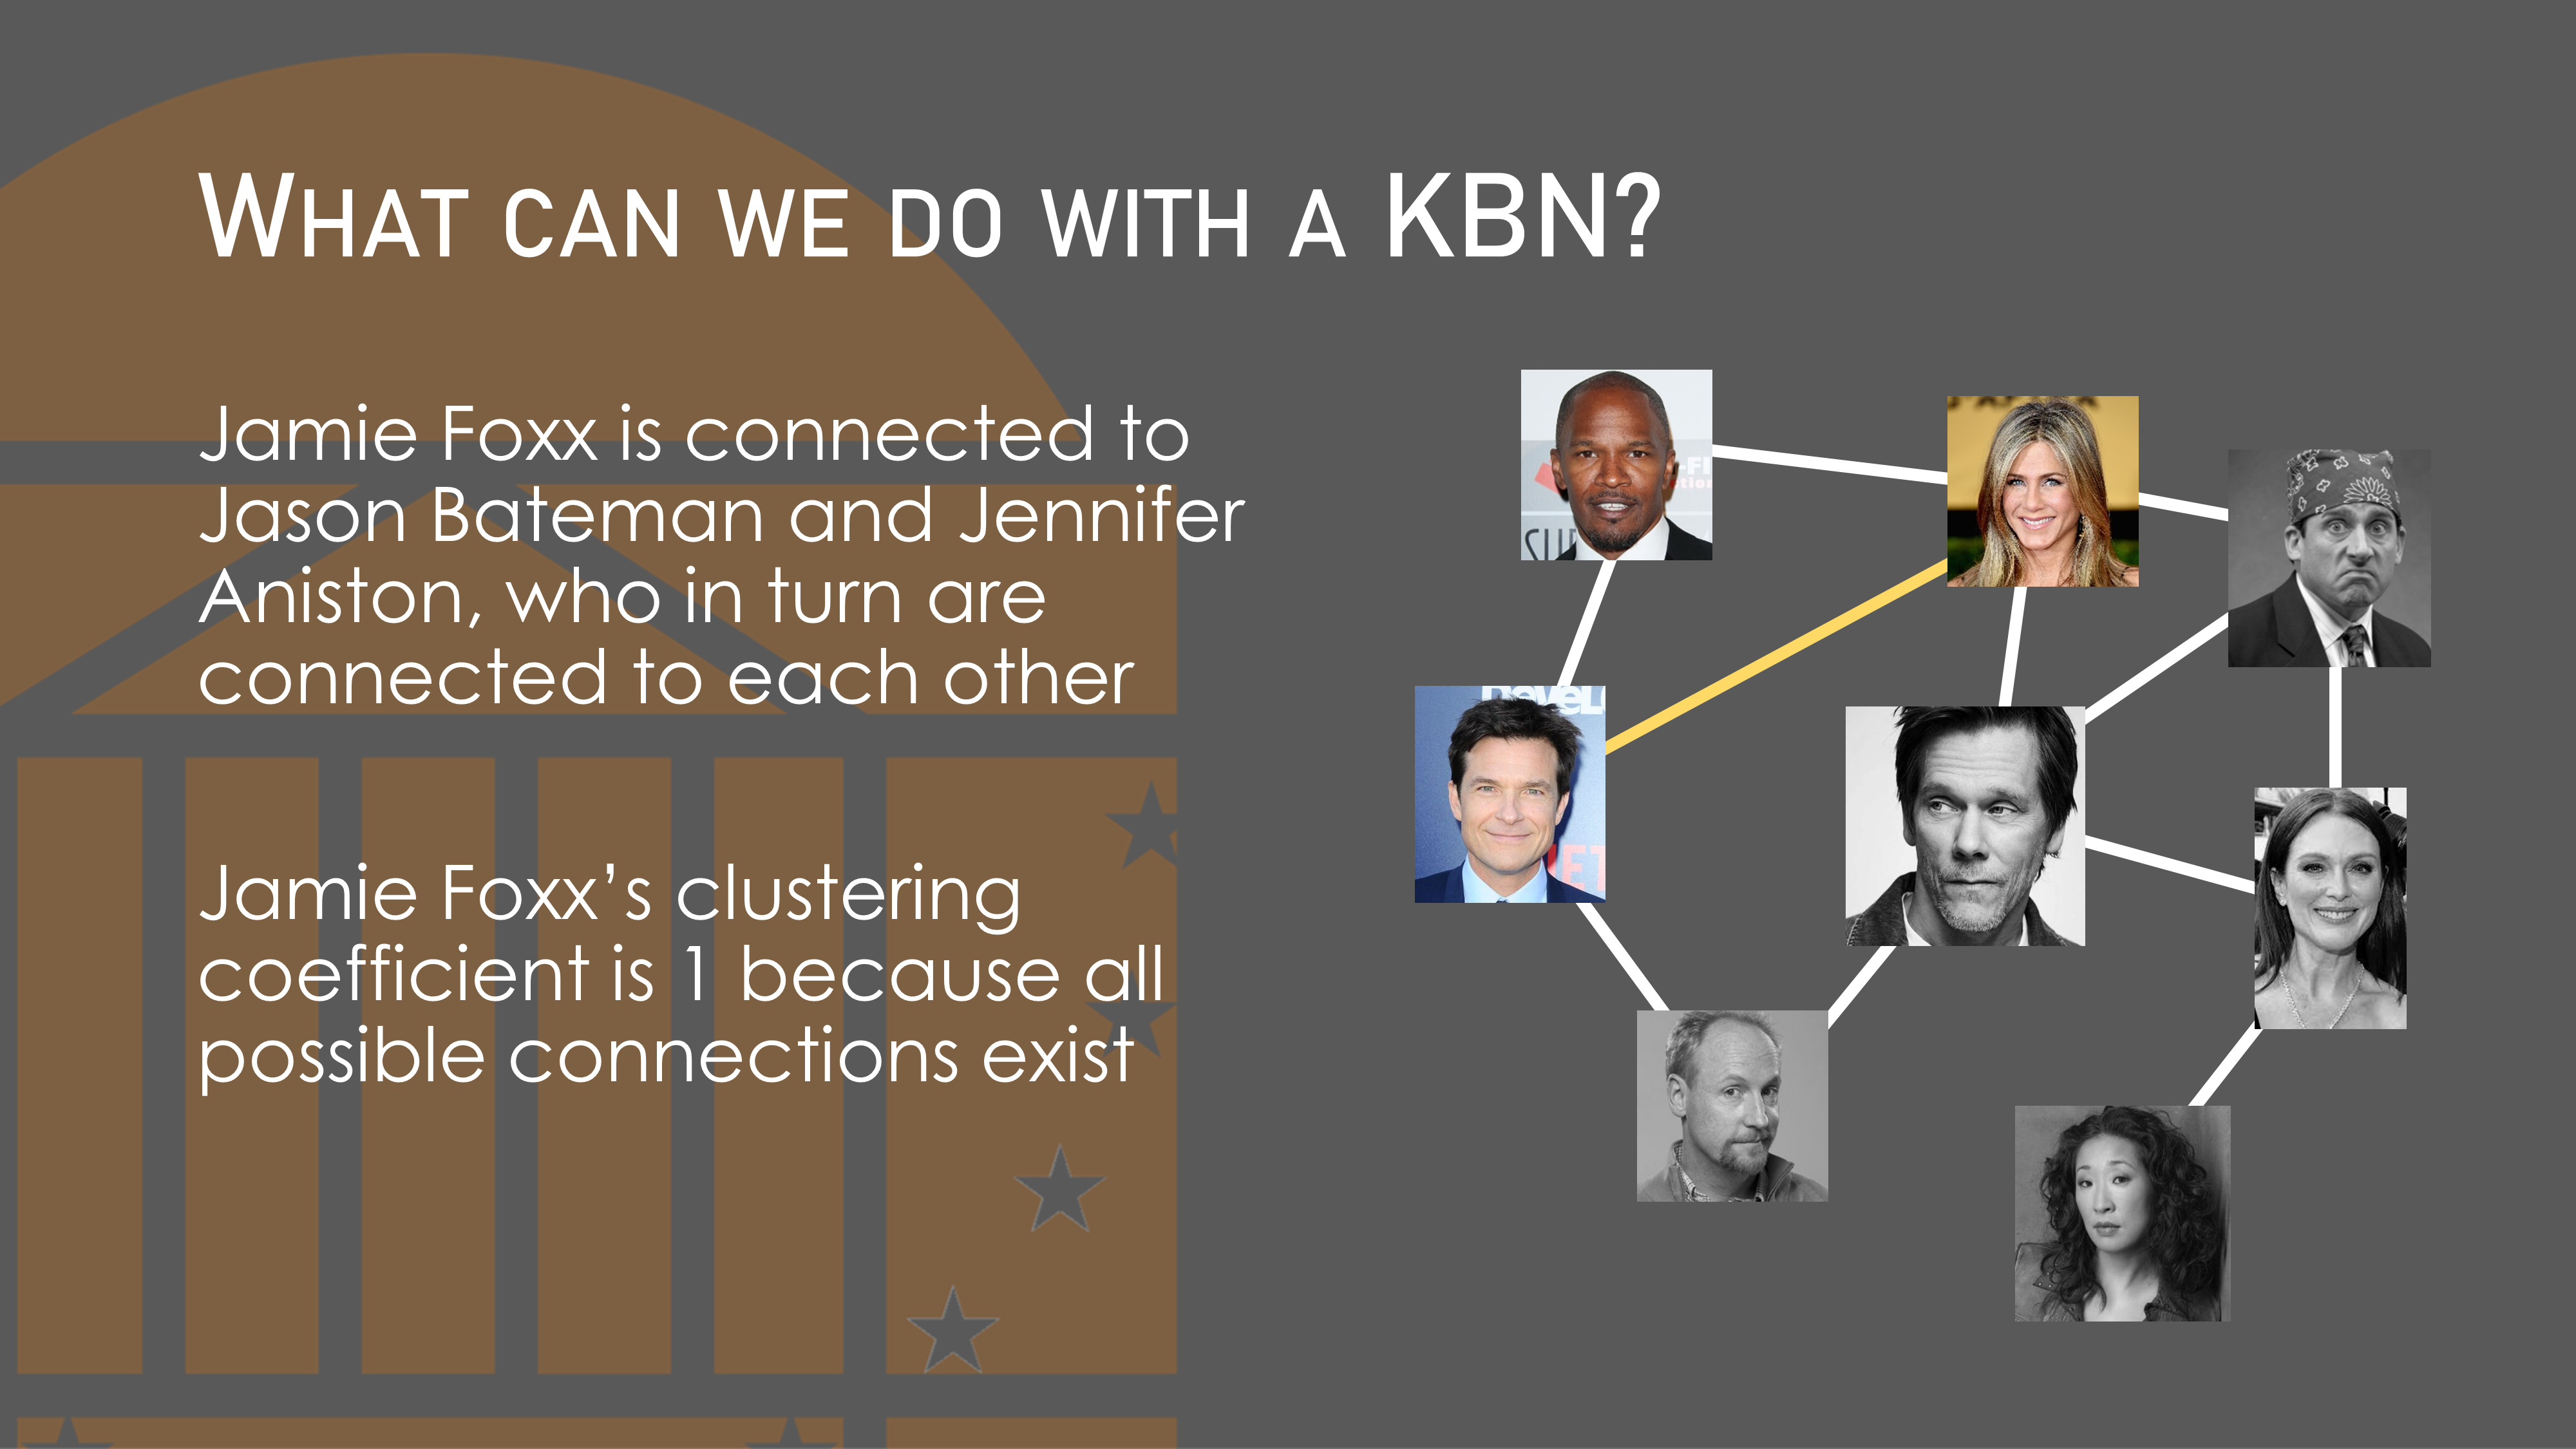 What can we do with a KBN?
Jamie Foxx is connected to
Jason Bateman and Jennifer
Aniston, who in turn are
connected to each other
Jamie Foxx’s clustering
coefficient is 1 because all
possible connections exist